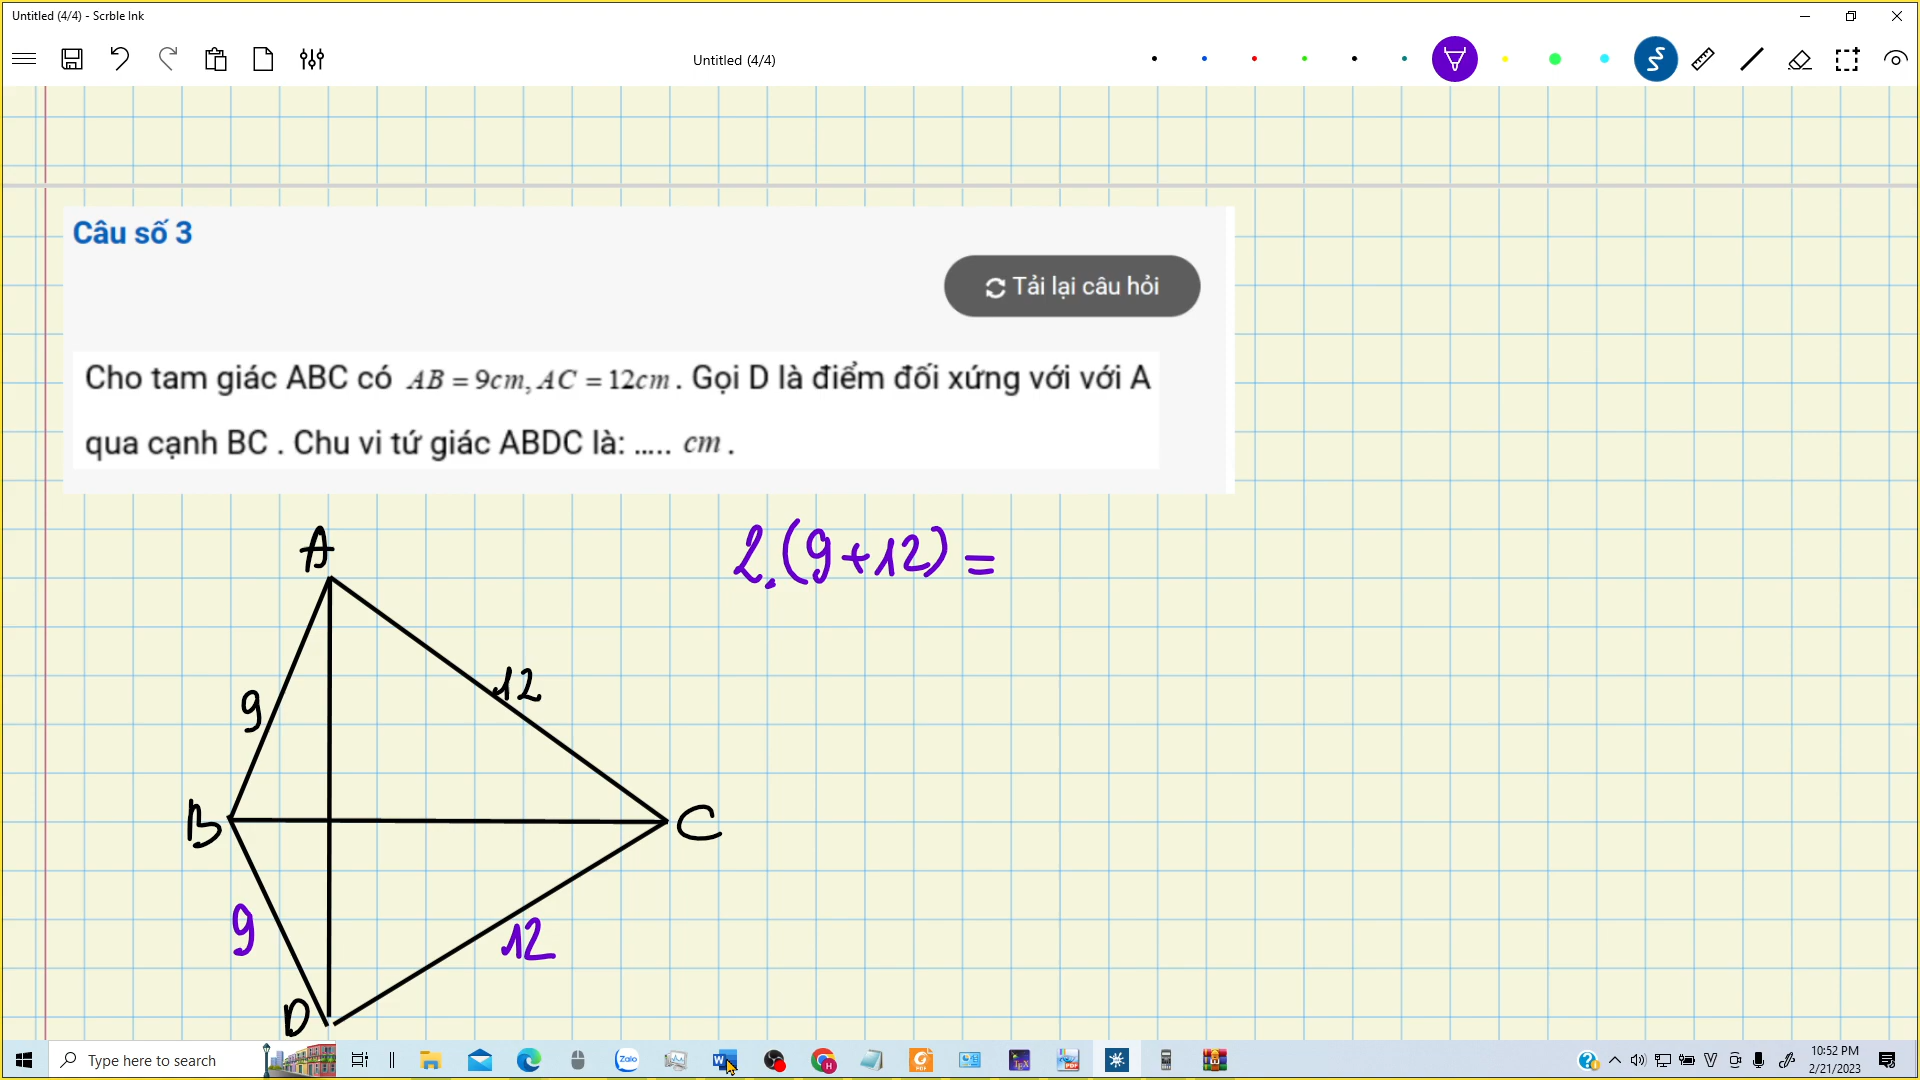 Untitled (4/4) - Scrble Ink
Untitled (4/4)
Câu số 3
Tải lại câu hỏi
Cho tam giác ABC có AB = 9cm, AC = 12cm. Gọi D là điểm đối xứng với với A
qua cạnh BC . Chu vi tứ giác ABDC là: ..... cm .
A
2.(9+12) =
12
9
B
C
9
12
D
Type here to search
Zalo
10:52 PM
2/21/2023